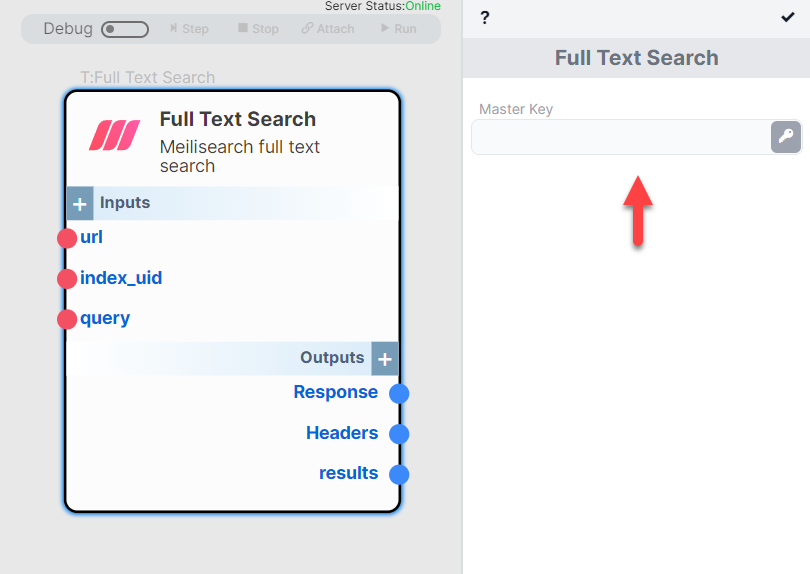 Server Status:Online
Debug
Step
Stop
Attach
Run
T:Full Text Search
Full Text Search
Meilisearch full text
search
+ Inputs
url
index_uid
query
Outputs +
Response
Headers
results
?
Full Text Search
Master Key